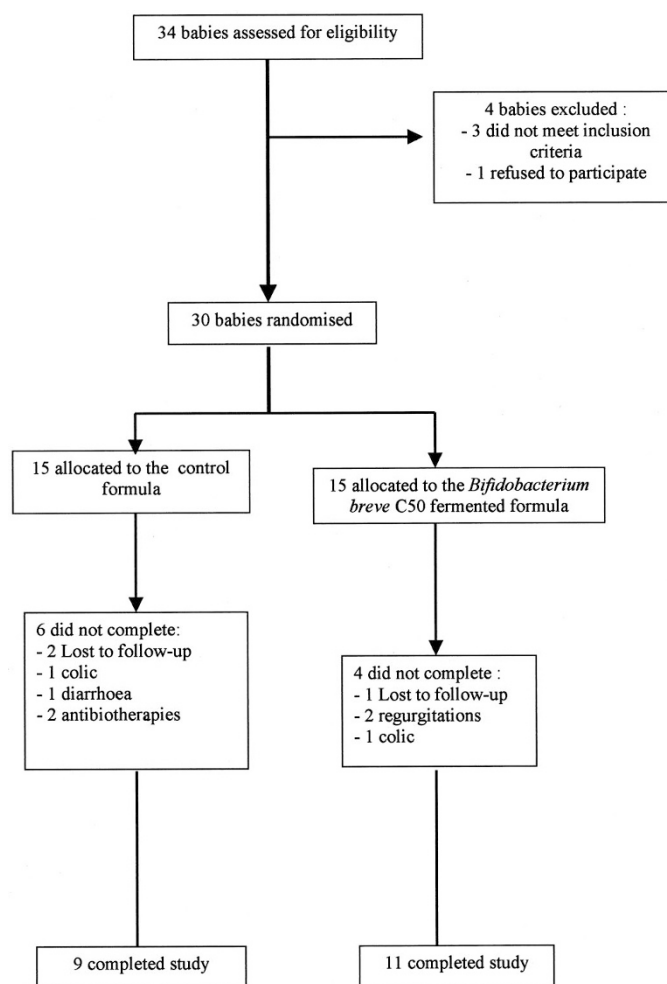 34 babies assessed for eligibility
4 babies excluded :
- 3 did not meet inclusion
criteria
- 1 refused to participate
30 babies randomised
15 allocated to the control
formula
15 allocated to the Bifidobacterium
breve C50 fermented formula
6 did not complete:
- 2 Lost to follow-up
- 1 colic
- 1 diarrhoea
- 2 antibiotherapies
4 did not complete :
- 1 Lost to follow-up
- 2 regurgitations
- 1 colic
9 completed study
11 completed study